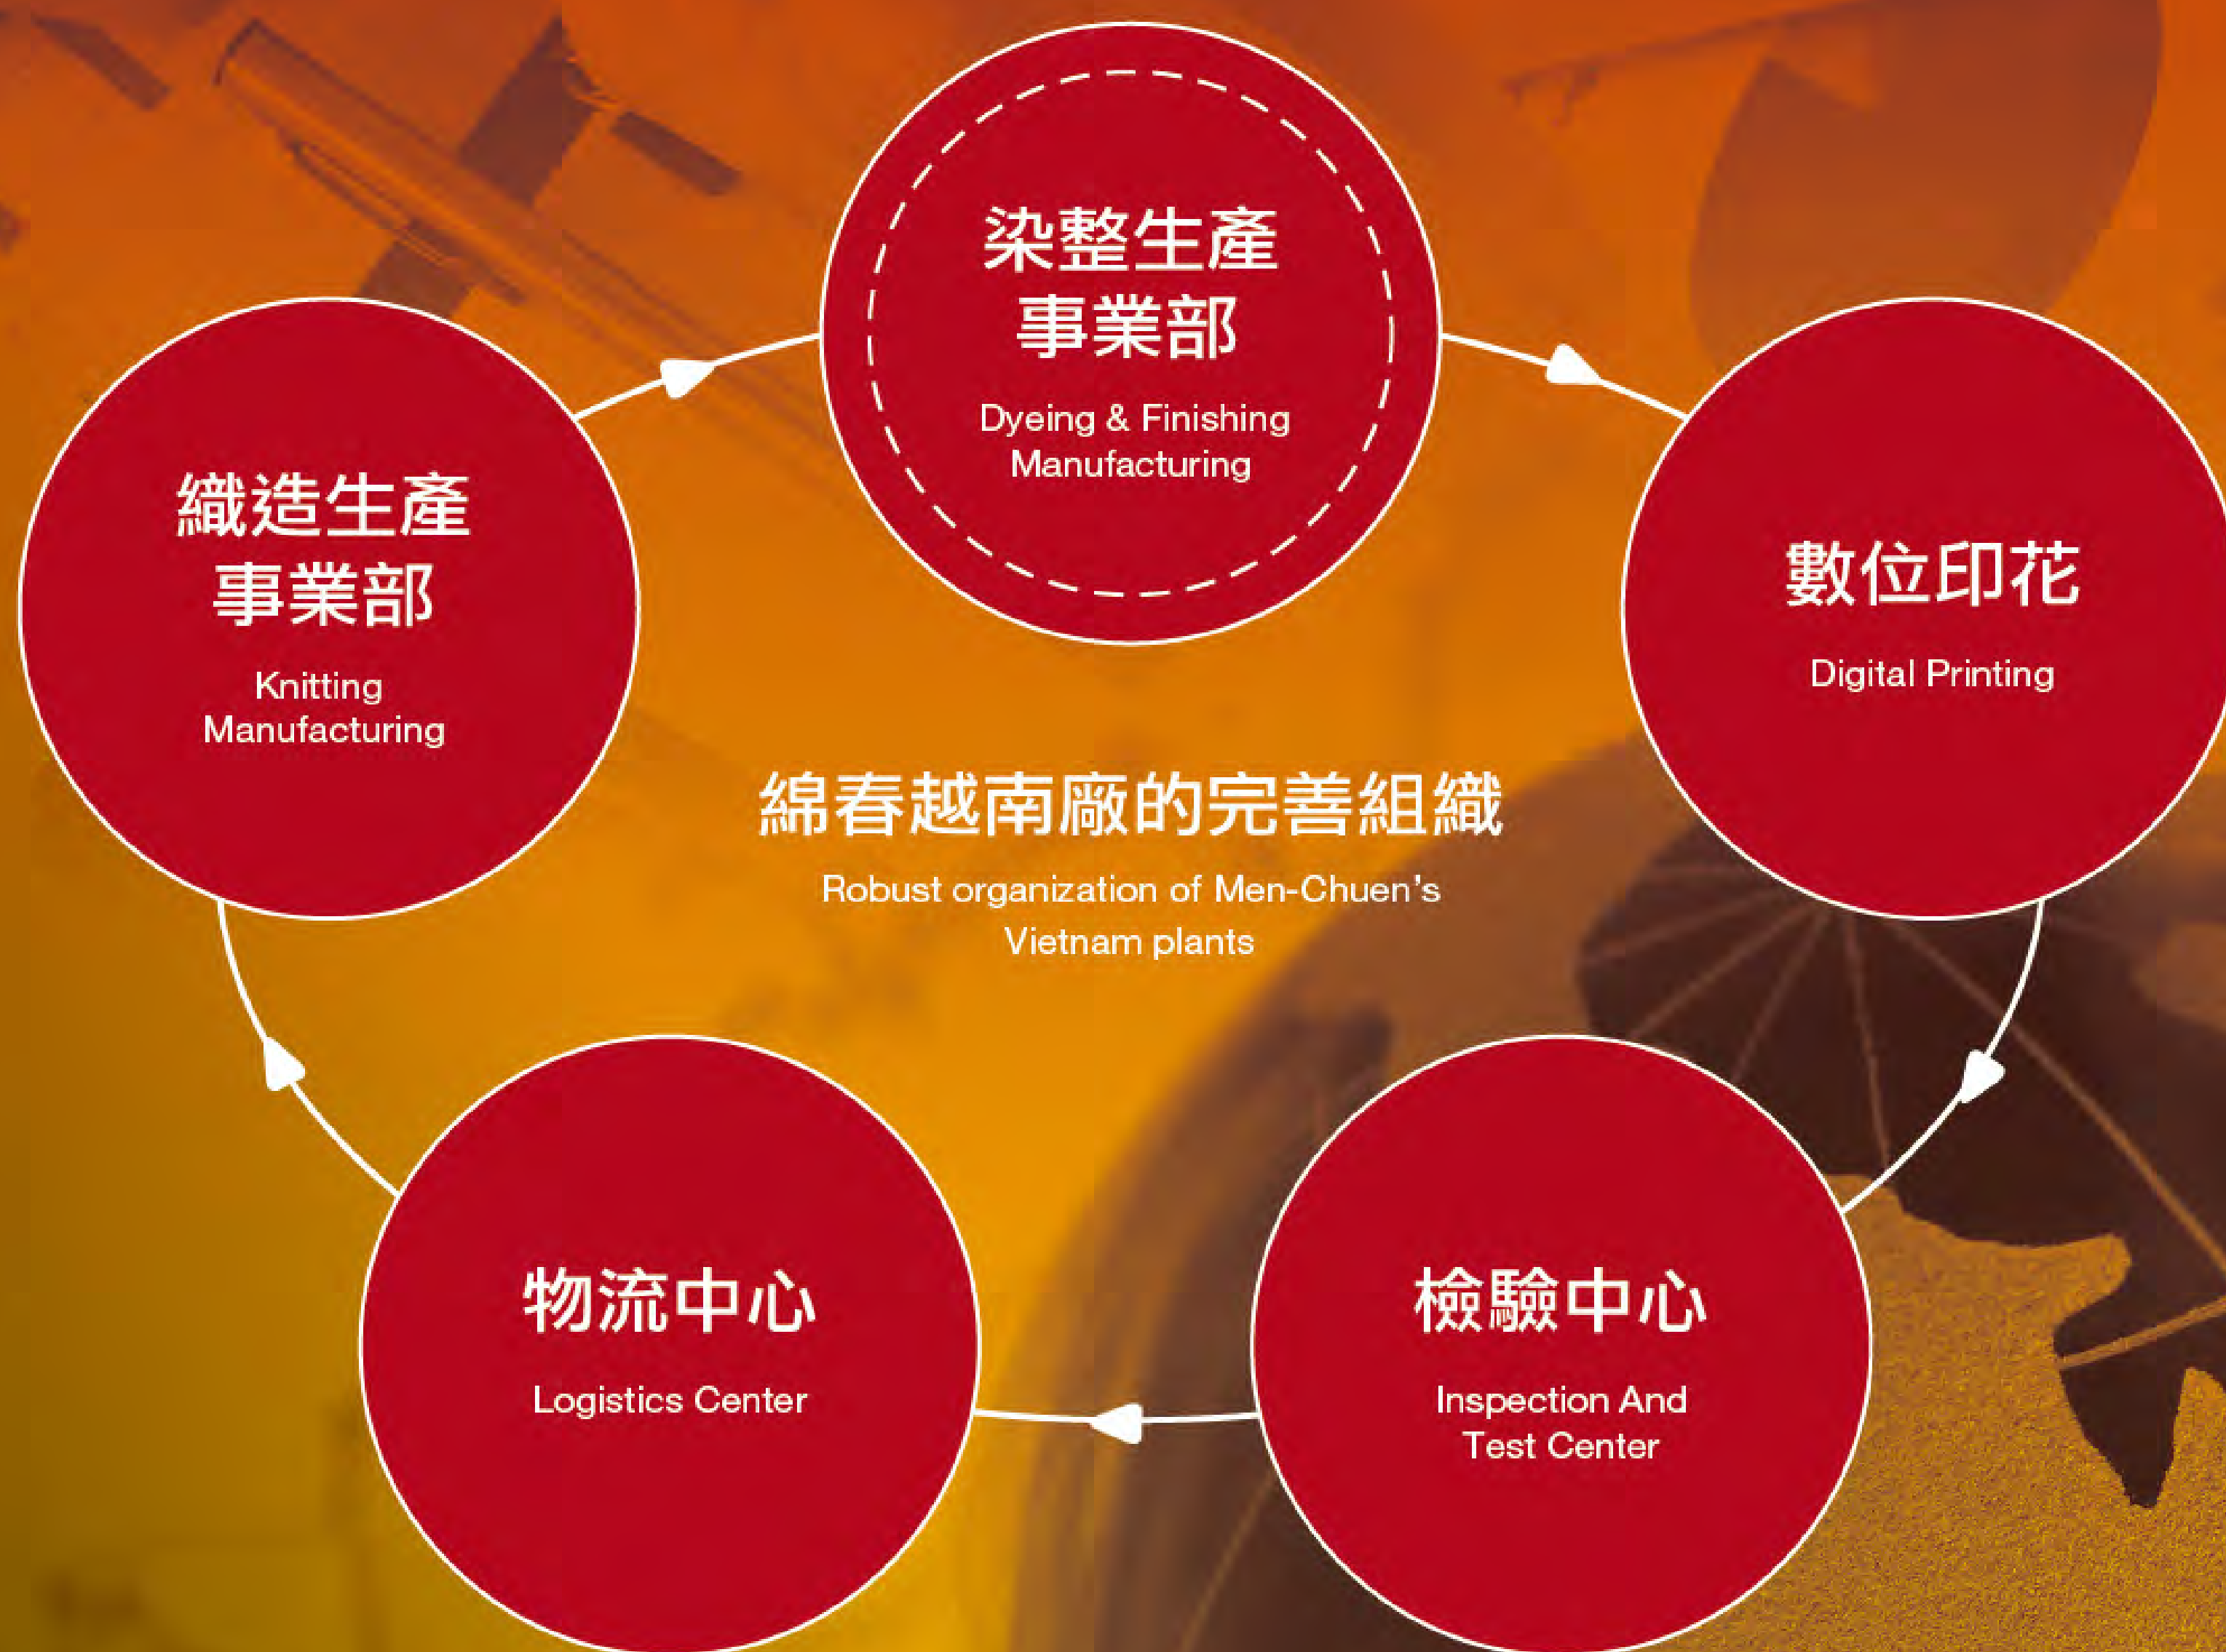 染整生產
事業部
Dyeing & Finishing
Manufacturing
織造生產
事業部
Knitting
Manufacturing
數位印花
Digital Printing
綿春越南廠的完善組織
Robust organization of Men-Chuen's
Vietnam plants
物流中心
Logistics Center
檢驗中心
Inspection And
Test Center